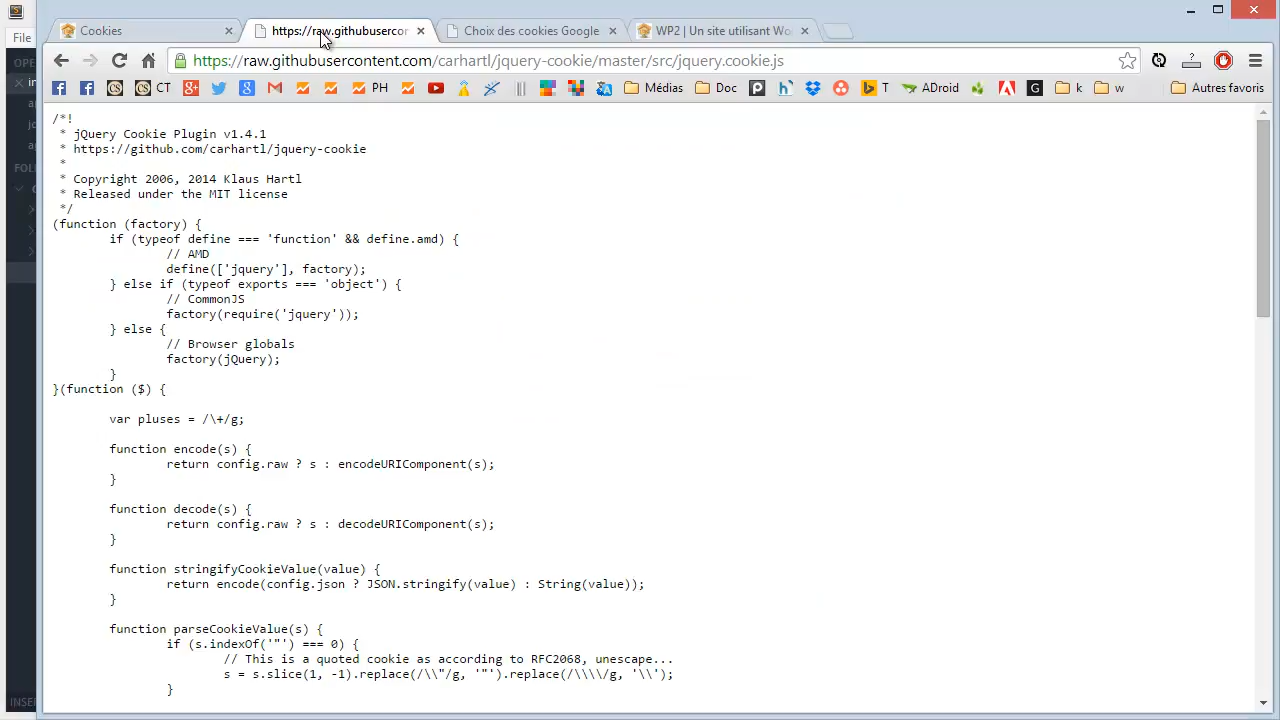 File
Cookies
https://raw.githubusercor
Choix des cookies Google
WP2 | Un site utilisant Wo
https://raw.githubusercontent.com/carhartl/jquery-cookie/master/src/jquery.cookie.js
CT
PH
Médias
Loc
T
ADroid
k
w
Autres favoris
/*!
* jQuery Cookie Plugin v1.4.1
* https://github.com/carhartl/jquery-cookie
*
* Copyright 2006, 2014 Klaus Hartl
* Released under the MIT license
*/
(function (factory) {
if (typeof define === 'function' && define.amd) {
// AMD
define(['jquery'], factory);
} else if (typeof exports === 'object') {
// CommonJS
factory(require('jquery'));
} else {
// Browser globals
factory(jQuery);
}
}(function ($) {
var pluses = /\+/g;
function encode(s) {
return config.raw ? s : encodeURIComponent(s);
}
function decode(s) {
return config.raw ? s : decodeURIComponent(s);
}
function stringifyCookieValue(value) {
return encode(config.json ? JSON.stringify(value) : String(value));
}
function parseCookieValue(s) {
if (s.indexOf('"') === 0) {
// This is a quoted cookie as according to RFC2068, unescape...
s = s.slice(1, -1).replace(/\\"/g, '"').replace(/\\\\/g, '\\');
}